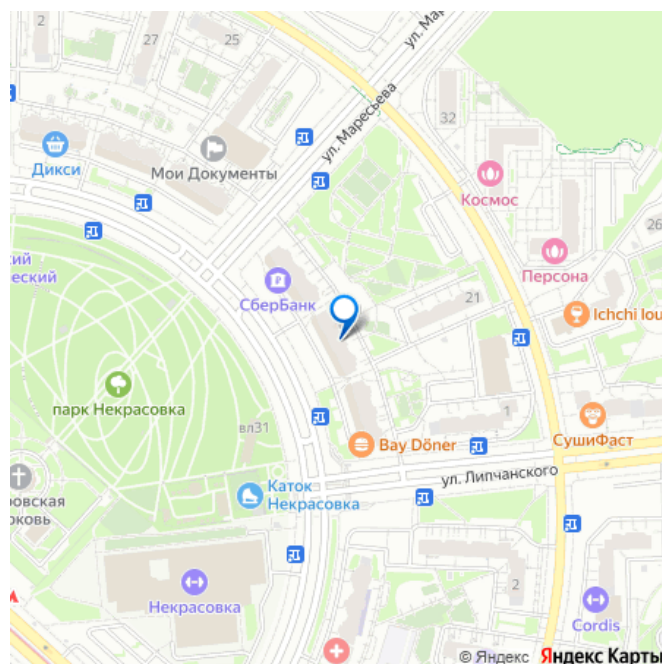 2
27
25
ул. Маресьева
32
Мои Документы
Дикси
Космос
26
Персона
СберБанк
21
Ichchi lou
парк Некрасовка
вл31
1
СушиФаст
Bay Döner
ул. Липчанского
Каток
Некрасовка
Некрасовка
2
Cordis
© Яндекс Яндекс Карты